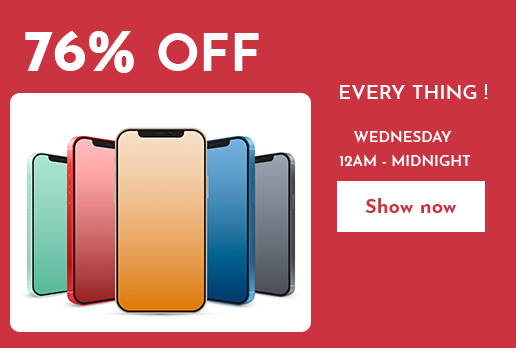 76% OFF
EVERY THING !
WEDNESDAY
12AM - MIDNIGHT
Show now